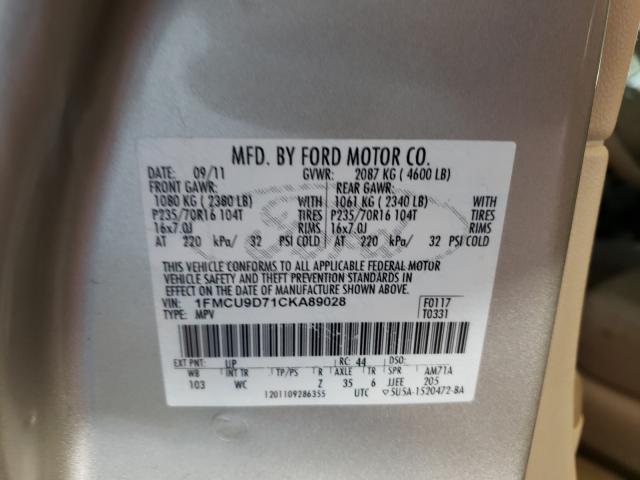 MFD. BY FORD MOTOR CO.
DATE: 09/11 GVWR: 2087 KG ( 4600 LB)
FRONT GAWR: REAR GAWR:
1080 KG ( 2380 LB) WITH 1061 KG ( 2340 LB) WITH
P235/70R16 104T TIRES P235/70R16 104T TIRES
16x7.0J RIMS 16x7.0J RIMS
AT 220 kPa/ 32 PSI COLD AT 220 kPa/ 32 PSI COLD
THIS VEHICLE CONFORMS TO ALL APPLICABLE FEDERAL MOTOR
VEHICLE SAFETY AND THEFT PREVENTION STANDARDS IN
EFFECT ON THE DATE OF MANUFACTURE SHOWN ABOVE.
VIN: 1FMCU9D71CKA89028 F0117
TYPE: MPV T0331
EXT PNT: UP RC: 44 DSO:
WB INT TR TP/PS R AXLE TR SPR AM71A
103 WC Z 35 6 JJEE 205
1201109286355 UTC ▽5U5A-1520472-BA